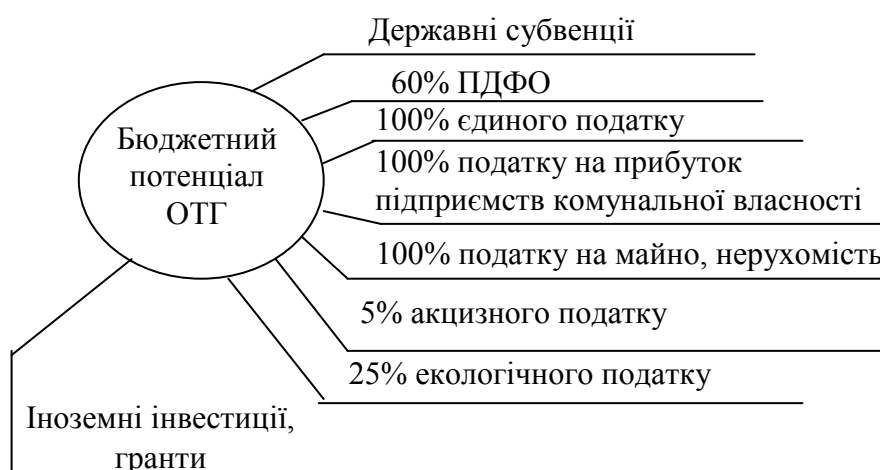 Державні субвенції
60% ПДФО
100% єдиного податку
Бюджетний
потенціал
ОТГ
100% податку на прибуток
підприємств комунальної власності
100% податку на майно, нерухомість
5% акцизного податку
25% екологічного податку
Іноземні інвестиції,
гранти